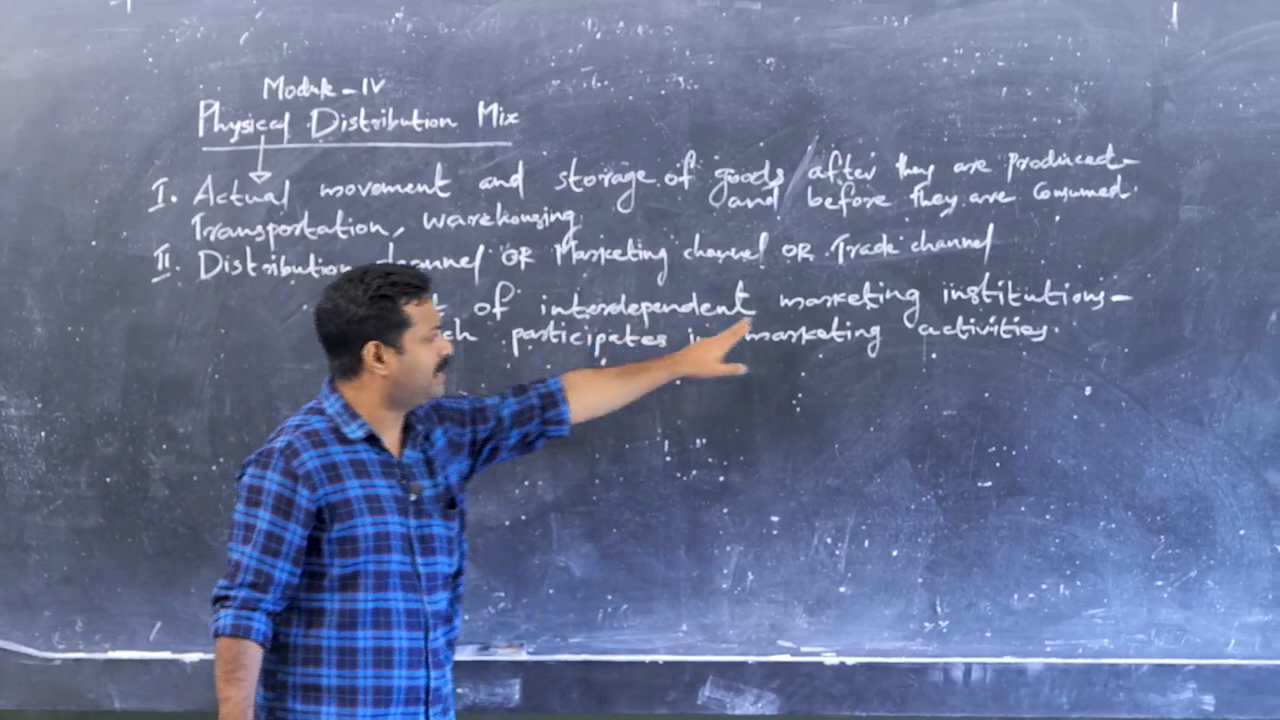 Module - IV
Physical Distribution Mix
I. Actual movement and storage of goods after they are produced-
and before they are Consumed.
Transportation, warehousing
II. Distribution channel OR Marketing channel OR Trade channel
of interdependent marketing institutions-
participates in marketing activities.